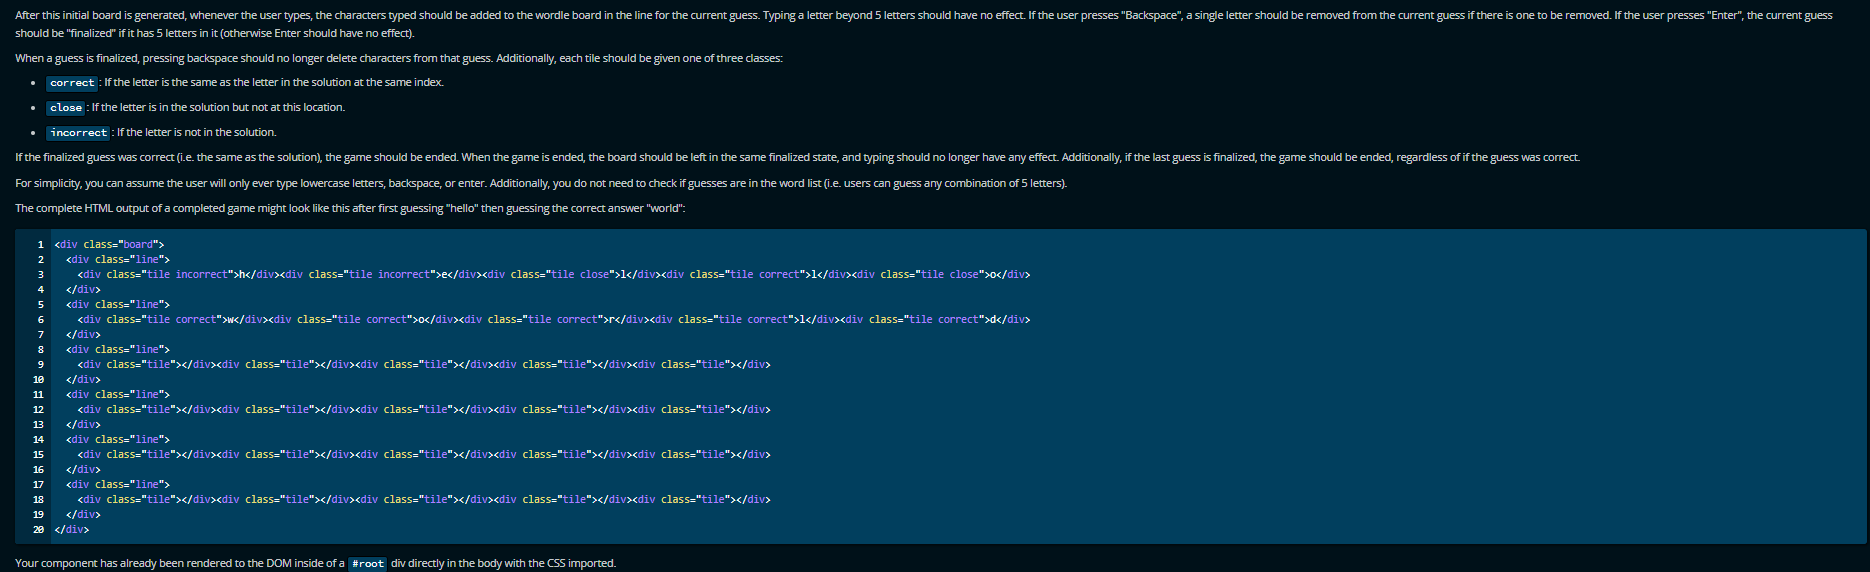 After this initial board is generated, whenever the user types, the characters typed should be added to the wordle board in the line for the current guess. Typing a letter beyond 5 letters should have no effect. If the user presses "Backspace", a single letter should be removed from the current guess if there is one to be removed. If the user presses "Enter", the current guess
should be "finalized" if it has 5 letters in it (otherwise Enter should have no effect).
When a guess is finalized, pressing backspace should no longer delete characters from that guess. Additionally, each tile should be given one of three classes:
• correct : If the letter is the same as the letter in the solution at the same index.
• close : If the letter is in the solution but not at this location.
• incorrect : If the letter is not in the solution.
If the finalized guess was correct (i.e. the same as the solution), the game should be ended. When the game is ended, the board should be left in the same finalized state, and typing should no longer have any effect. Additionally, if the last guess is finalized, the game should be ended, regardless of if the guess was correct.
For simplicity, you can assume the user will only ever type lowercase letters, backspace, or enter. Additionally, you do not need to check if guesses are in the word list (i.e. users can guess any combination of 5 letters).
The complete HTML output of a completed game might look like this after first guessing "hello" then guessing the correct answer "world":
1 <div class="board">
2 <div class="line">
3 <div class="tile incorrect">h</div><div class="tile incorrect">e</div><div class="tile close">l</div><div class="tile correct">l</div><div class="tile close">o</div>
4 </div>
5 <div class="line">
6 <div class="tile correct">w</div><div class="tile correct">o</div><div class="tile correct">r</div><div class="tile correct">l</div><div class="tile correct">d</div>
7 </div>
8 <div class="line">
9 <div class="tile"></div><div class="tile"></div><div class="tile"></div><div class="tile"></div><div class="tile"></div>
10 </div>
11 <div class="line">
12 <div class="tile"></div><div class="tile"></div><div class="tile"></div><div class="tile"></div><div class="tile"></div>
13 </div>
14 <div class="line">
15 <div class="tile"></div><div class="tile"></div><div class="tile"></div><div class="tile"></div><div class="tile"></div>
16 </div>
17 <div class="line">
18 <div class="tile"></div><div class="tile"></div><div class="tile"></div><div class="tile"></div><div class="tile"></div>
19 </div>
20 </div>
Your component has already been rendered to the DOM inside of a #root div directly in the body with the CSS imported.